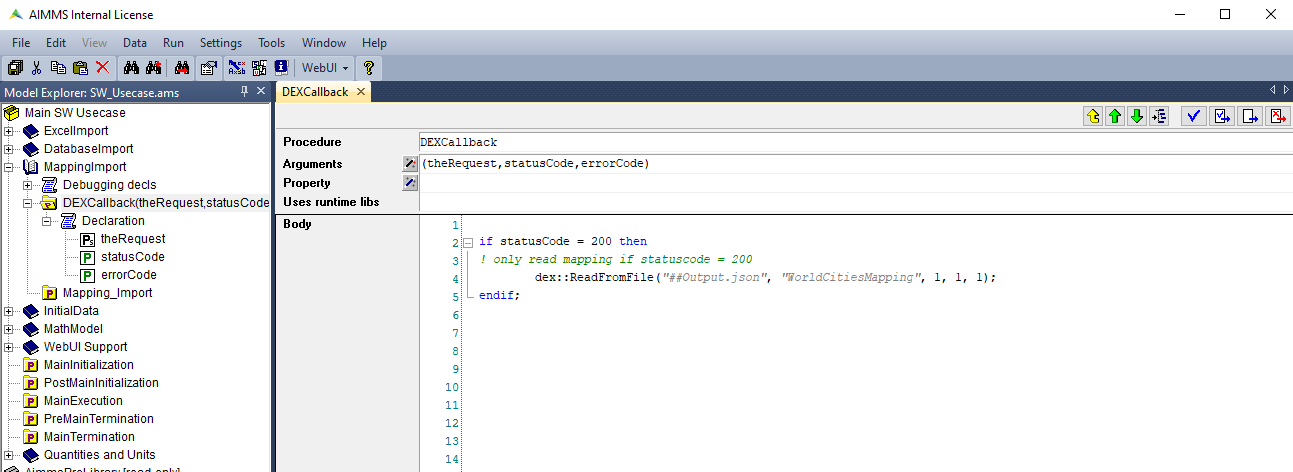 AIMMS Internal License
File Edit View Data Run Settings Tools Window Help
WebUI
Model Explorer: SW_Usecase.ams
DEXCallback
Main SW Usecase
ExcelImport
DatabaseImport
MappingImport
Debugging decls
DEXCallback(theRequest,statusCode
Declaration
theRequest
statusCode
errorCode
Mapping_Import
InitialData
MathModel
WebUI Support
MainInitialization
PostMainInitialization
MainExecution
PreMainTermination
MainTermination
Quantities and Units
AimmsProLibrary [read-only]
Procedure DEXCallback
Arguments (theRequest,statusCode,errorCode)
Property
Uses runtime libs
Body
1
2 if statusCode = 200 then
3 ! only read mapping if statuscode = 200
4 dex::ReadFromFile("##Output.json", "WorldCitiesMapping", 1, 1, 1);
5 endif;
6
7
8
9
10
11
12
13
14